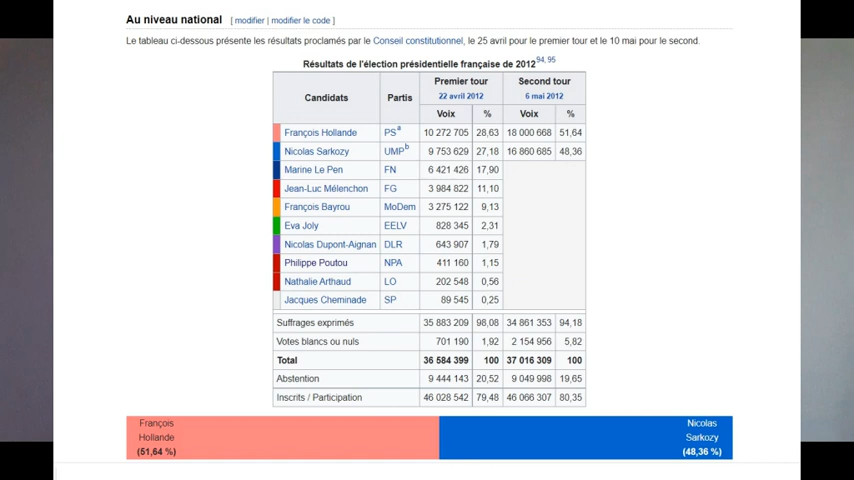 Au niveau national [ modifier | modifier le code ]
Le tableau ci-dessous présente les résultats proclamés par le Conseil constitutionnel, le 25 avril pour le premier tour et le 10 mai pour le second.
Résultats de l'élection présidentielle française de 2012 94, 95
Candidats Partis Premier tour 22 avril 2012 Second tour 6 mai 2012
Voix % Voix %
François Hollande PS a 10 272 705 28,63 18 000 668 51,64
Nicolas Sarkozy UMP b 9 753 629 27,18 16 860 685 48,36
Marine Le Pen FN 6 421 426 17,90
Jean-Luc Mélenchon FG 3 984 822 11,10
François Bayrou MoDem 3 275 122 9,13
Eva Joly EELV 828 345 2,31
Nicolas Dupont-Aignan DLR 643 907 1,79
Philippe Poutou NPA 411 160 1,15
Nathalie Arthaud LO 202 548 0,56
Jacques Cheminade SP 89 545 0,25
Suffrages exprimés 35 883 209 98,08 34 861 353 94,18
Votes blancs ou nuls 701 190 1,92 2 154 956 5,82
Total 36 584 399 100 37 016 309 100
Abstention 9 444 143 20,52 9 049 998 19,65
Inscrits / Participation 46 028 542 79,48 46 066 307 80,35
François Nicolas
Hollande Sarkozy
(51,64 %) (48,36 %)